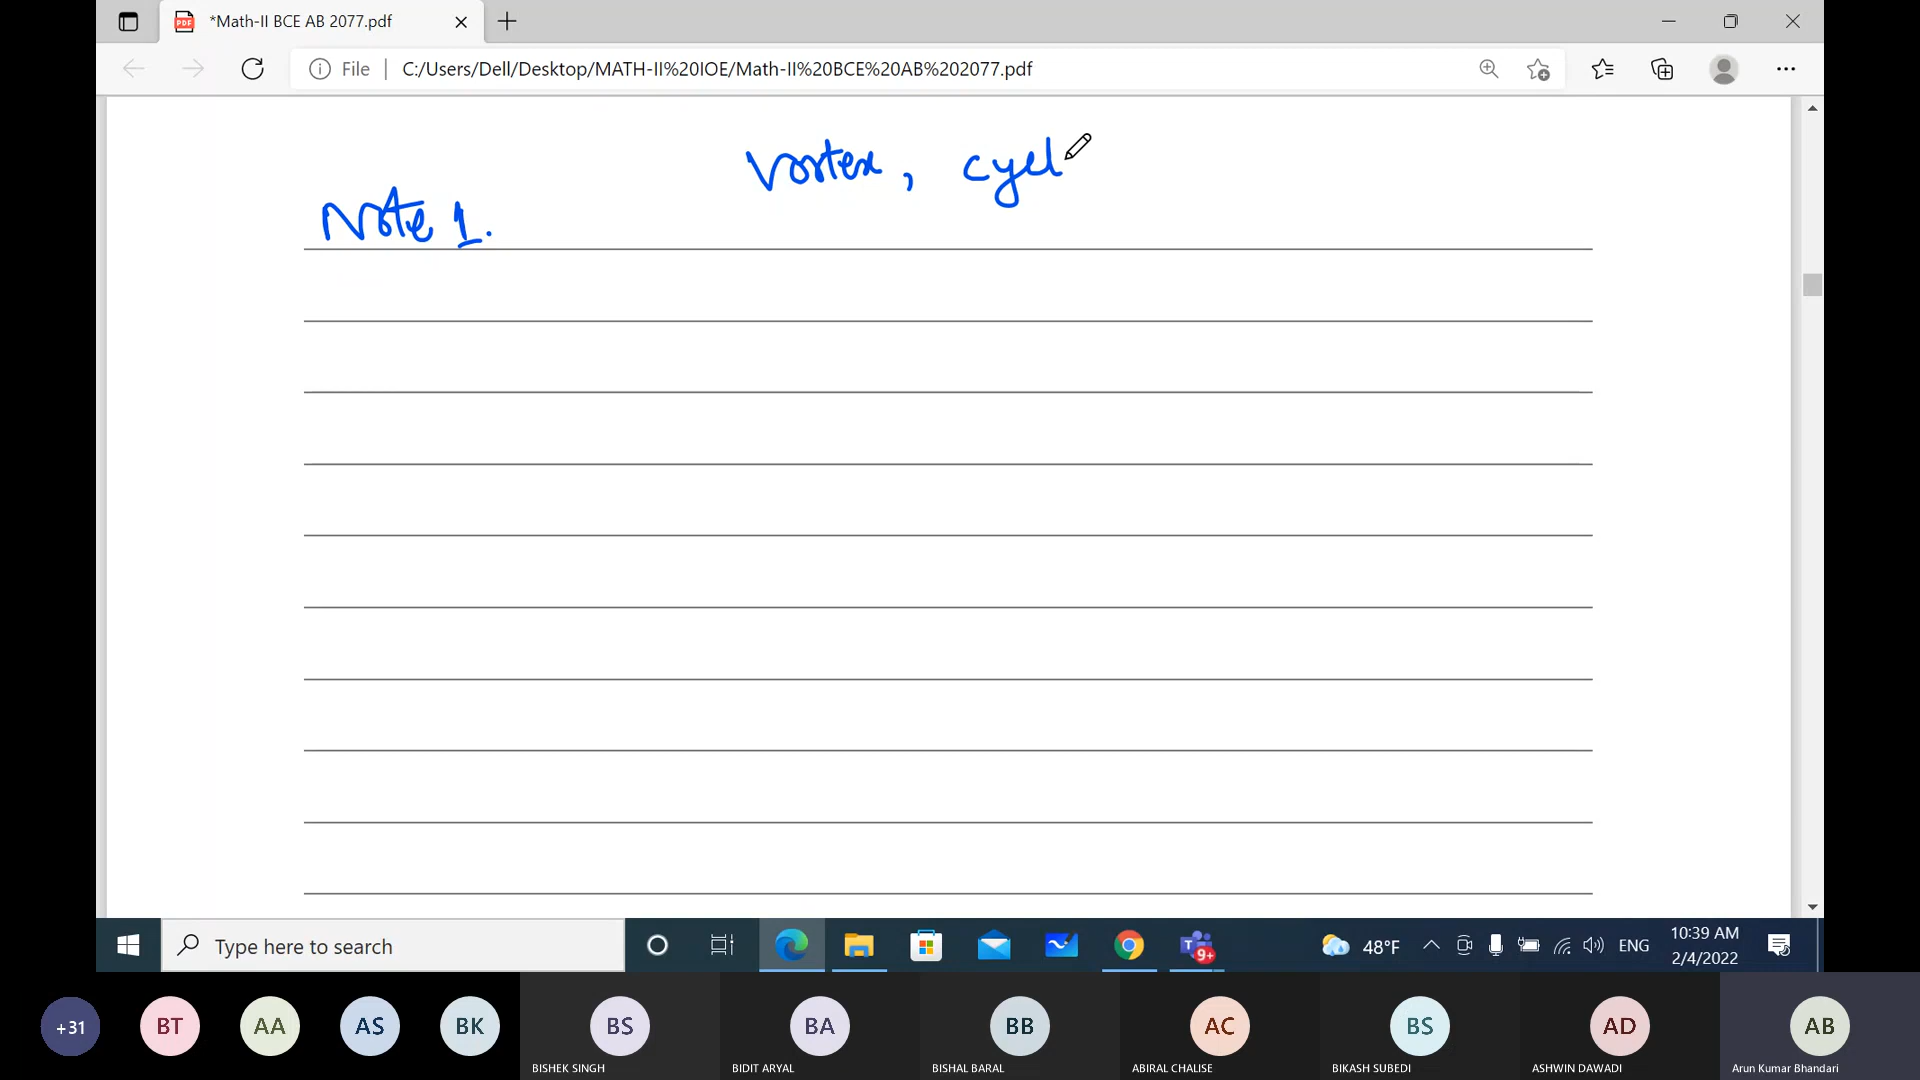 *Math-II BCE AB 2077.pdf
File | C:/Users/Dell/Desktop/MATH-II%20IOE/Math-II%20BCE%20AB%202077.pdf
Vortex, cycl
Note 1.
Type here to search
9+
48°F
ENG
10:39 AM
2/4/2022
+31
BT
AA
AS
BK
BS
BISHEK SINGH
BA
BIDIT ARYAL
BB
BISHAL BARAL
AC
ABIRAL CHALISE
BS
BIKASH SUBEDI
AD
ASHWIN DAWADI
AB
Arun Kumar Bhandari